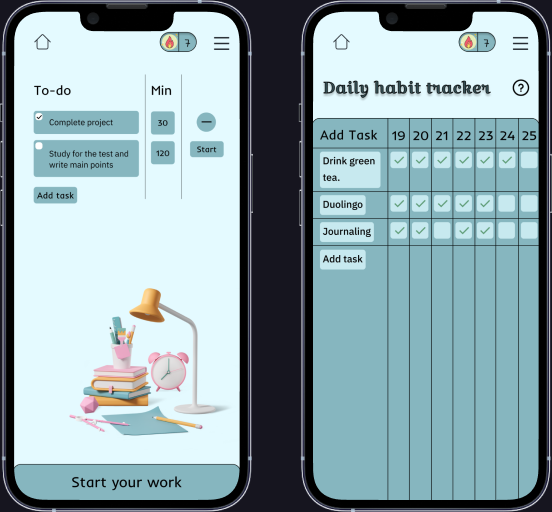 7
To-do Min
Complete project 30
Study for the test and
write main points 120 Start
Add task
Start your work
7
Daily habit tracker ?
Add Task 19 20 21 22 23 24 25
Drink green
tea.
Duolingo
Journaling
Add task